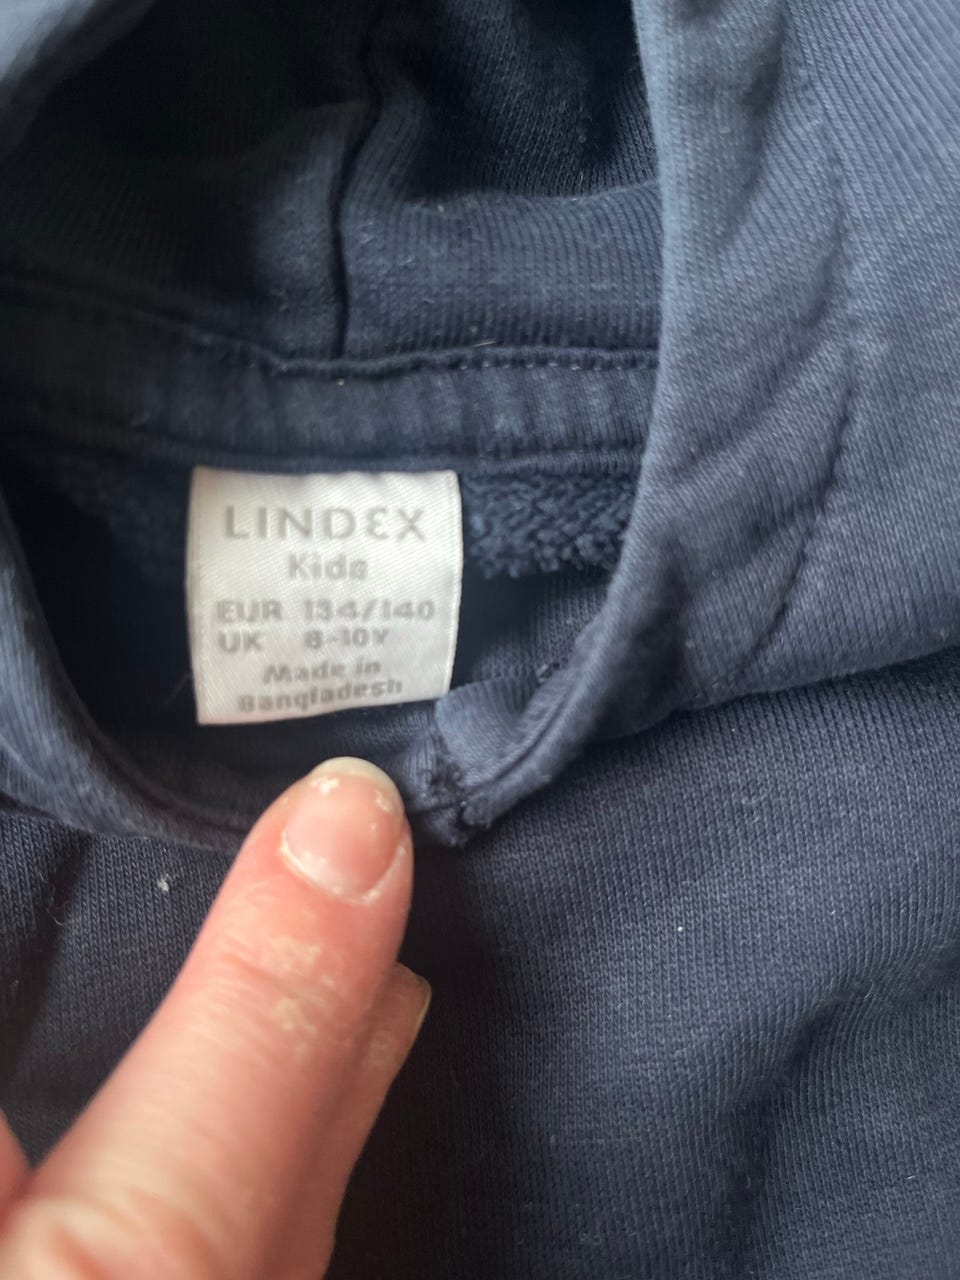 LINDEX
Kids
EUR 134/140
UK 8-10Y
Made in
Bangladesh